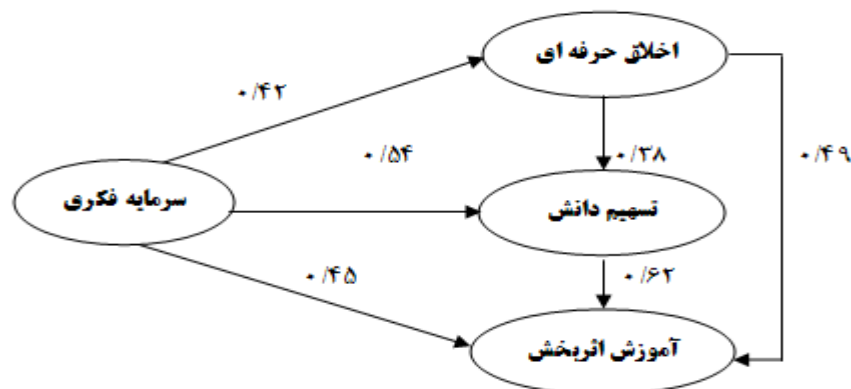 اخلاق حرفه ای
۰/۴۲
۰/۴۹
۰/۵۴
۰/۳۸
سرمایه فکری
تسهیم دانش
۰/۴۵
۰/۶۲
آموزش اثربخش